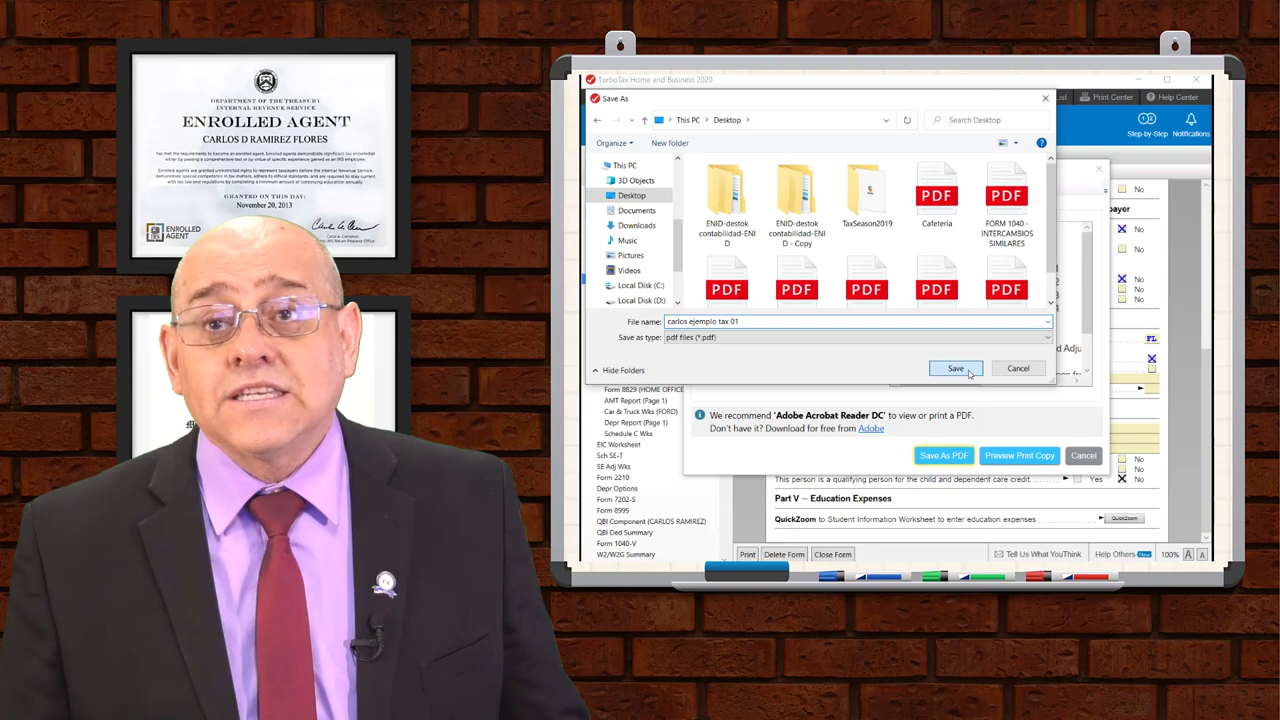 DEPARTMENT OF THE TREASURY
INTERNAL REVENUE SERVICE
ENROLLED AGENT
CARLOS D RAMIREZ FLORES
GRANTED ON THIS DAY:
November 20, 2013
ENROLLED
AGENT
TurboTax Home and Business 2020
Save As
This PC > Desktop >
Search Desktop
Organize
New folder
This PC
3D Objects
Desktop
Documents
Downloads
Music
Pictures
Videos
Local Disk (C:)
Local Disk (D:)
ENID-destok
contabilidad-ENI
D
ENID-destok
contabilidad-ENI
D - Copy
TaxSeason2019
PDF
Cafeteria
PDF
FORM 1040 -
INTERCAMBIOS
SIMILARES
PDF
PDF
PDF
PDF
PDF
File name: carlos ejemplo tax 01
Save as type: pdf files (*.pdf)
Hide Folders
Save
Cancel
Print Center
Help Center
Step-by-Step
Notifications
No
payer
No
No
No
No
No
FL
Form 8829 (HOME OFFICE
AMT Report (Page 1)
Car & Truck Wks (FORD)
Depr Report (Page 1)
Schedule C Wks
EIC Worksheet
Sch SE-T
SE Adj Wks
Form 2210
Depr Options
Form 7202-S
Form 8995
QBI Component (CARLOS RAMIREZ)
QBI Ded Summary
Form 1040-V
W2/W2G Summary
We recommend 'Adobe Acrobat Reader DC' to view or print a PDF.
Don't have it? Download for free from Adobe
Save As PDF
Preview Print Copy
Cancel
No
No
This person is a qualifying person for the child and dependent care credit
Yes
No
Part V – Education Expenses
QuickZoom to Student Information Worksheet to enter education expenses
QuickZoom
Print
Delete Form
Close Form
Tell Us What YouThink
Help Others
100%
A
A